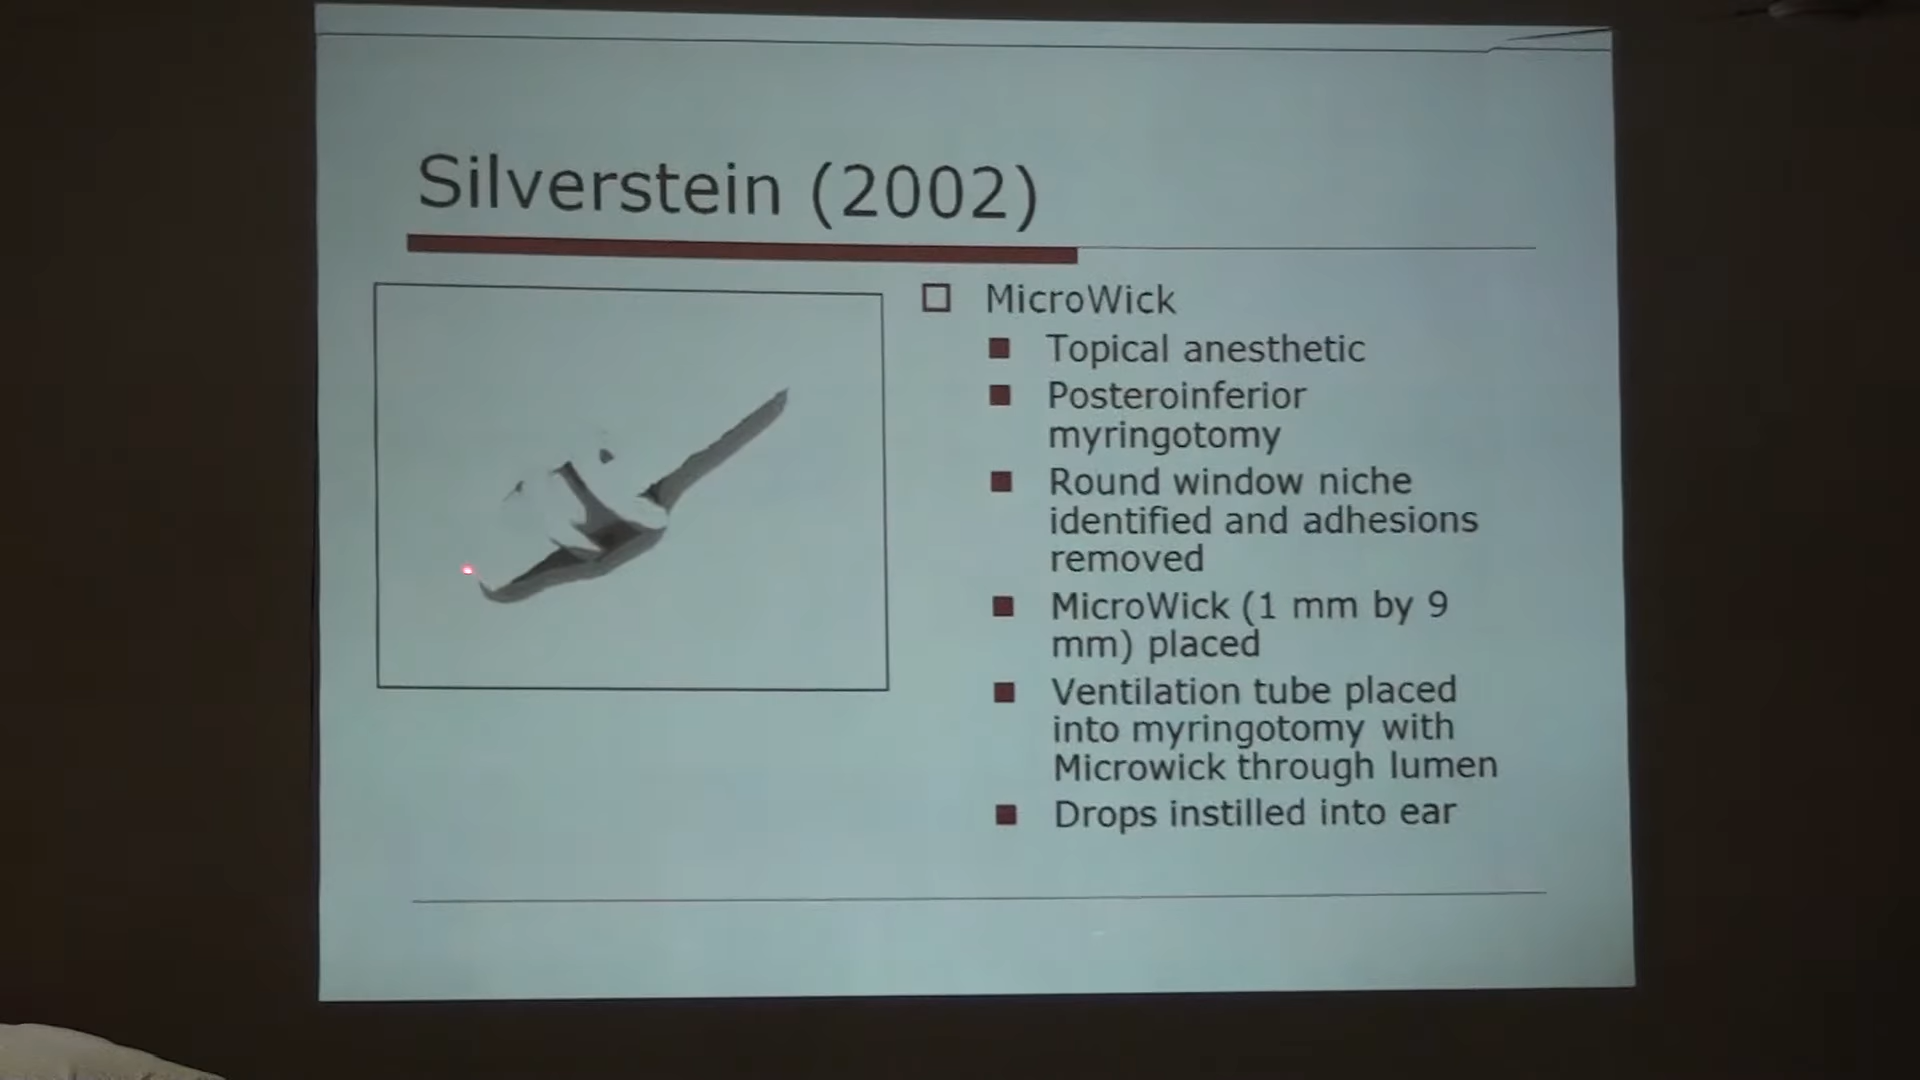 Silverstein (2002)
MicroWick
Topical anesthetic
Posteroinferior
myringotomy
Round window niche
identified and adhesions
removed
MicroWick (1 mm by 9
mm) placed
Ventilation tube placed
into myringotomy with
Microwick through lumen
Drops instilled into ear